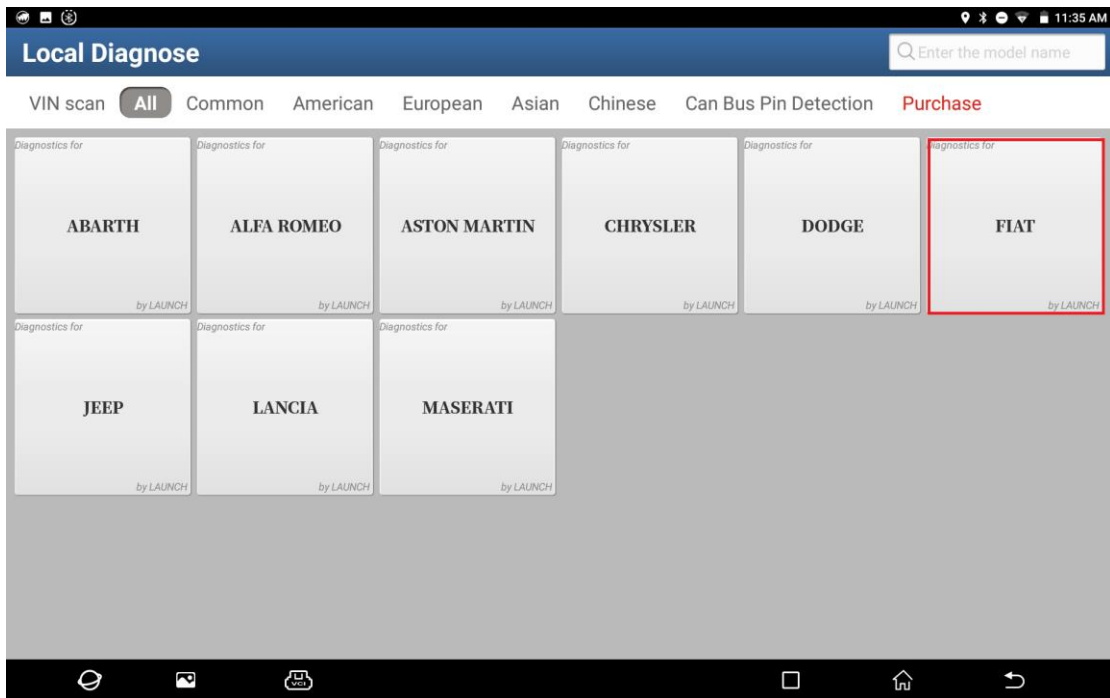 11:35 AM
Local Diagnose
Enter the model name
VIN scan All Common American European Asian Chinese Can Bus Pin Detection Purchase
Diagnostics for Diagnostics for Diagnostics for Diagnostics for Diagnostics for Diagnostics for
ABARTH ALFA ROMEO ASTON MARTIN CHRYSLER DODGE FIAT
by LAUNCH by LAUNCH by LAUNCH by LAUNCH by LAUNCH by LAUNCH
Diagnostics for Diagnostics for Diagnostics for
JEEP LANCIA MASERATI
by LAUNCH by LAUNCH by LAUNCH
VCI